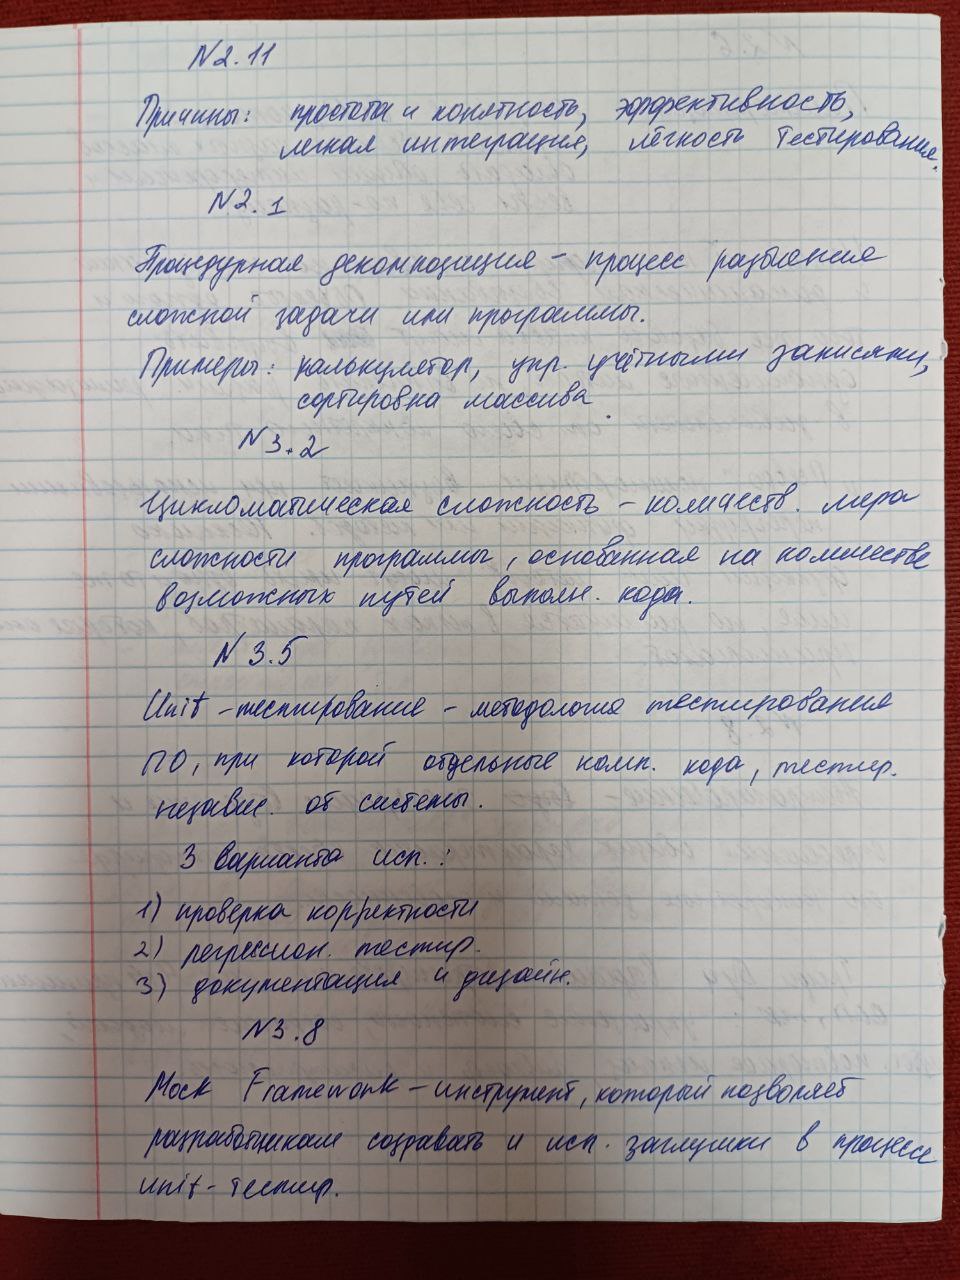 N2.11
Причины: простота и понятность, эффективность,
легкая интеграция, лёгкость тестирования.
N2.1
Процедурная декомпозиция – процесс разбиения
сложной задачи или программы.
Примеры: калькулятор, упр. учётными записями,
сортировка массива.
N3.2
Цикломатическая сложность – количеств. мера
сложности программы, основанная на количестве
возможных путей выполн. кода.
N3.5
Unit-тестирование – методология тестирования
ПО, при которой отдельные комп. кода, тестир.
независ. от системы.
3 варианта исп.:
1) проверка корректности
2) регрессион. тестир.
3) документация и дизайн.
N3.8
Mock Framework – инструмент, который позволяет
разработчикам создавать и исп. заглушки в процессе
unit-тестир.